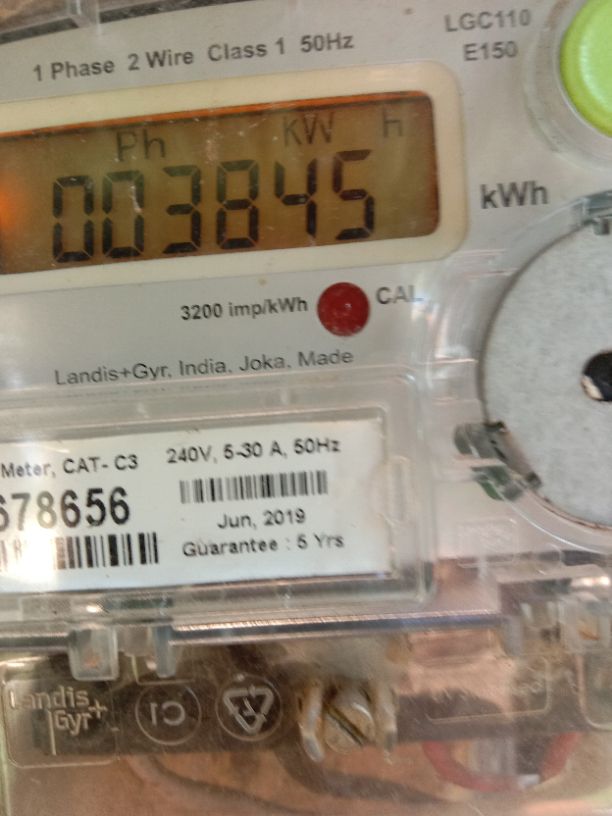 LGC110
1 Phase 2 Wire Class 1 50Hz
E150
Ph KW h
003845
kWh
3200 imp/kWh CAL
Landis+Gyr, India, Joka, Made
Meter, CAT- C3 240V, 5-30 A, 50Hz
678656
Jun, 2019
Guarantee : 5 Yrs
Landis+
Gyr+